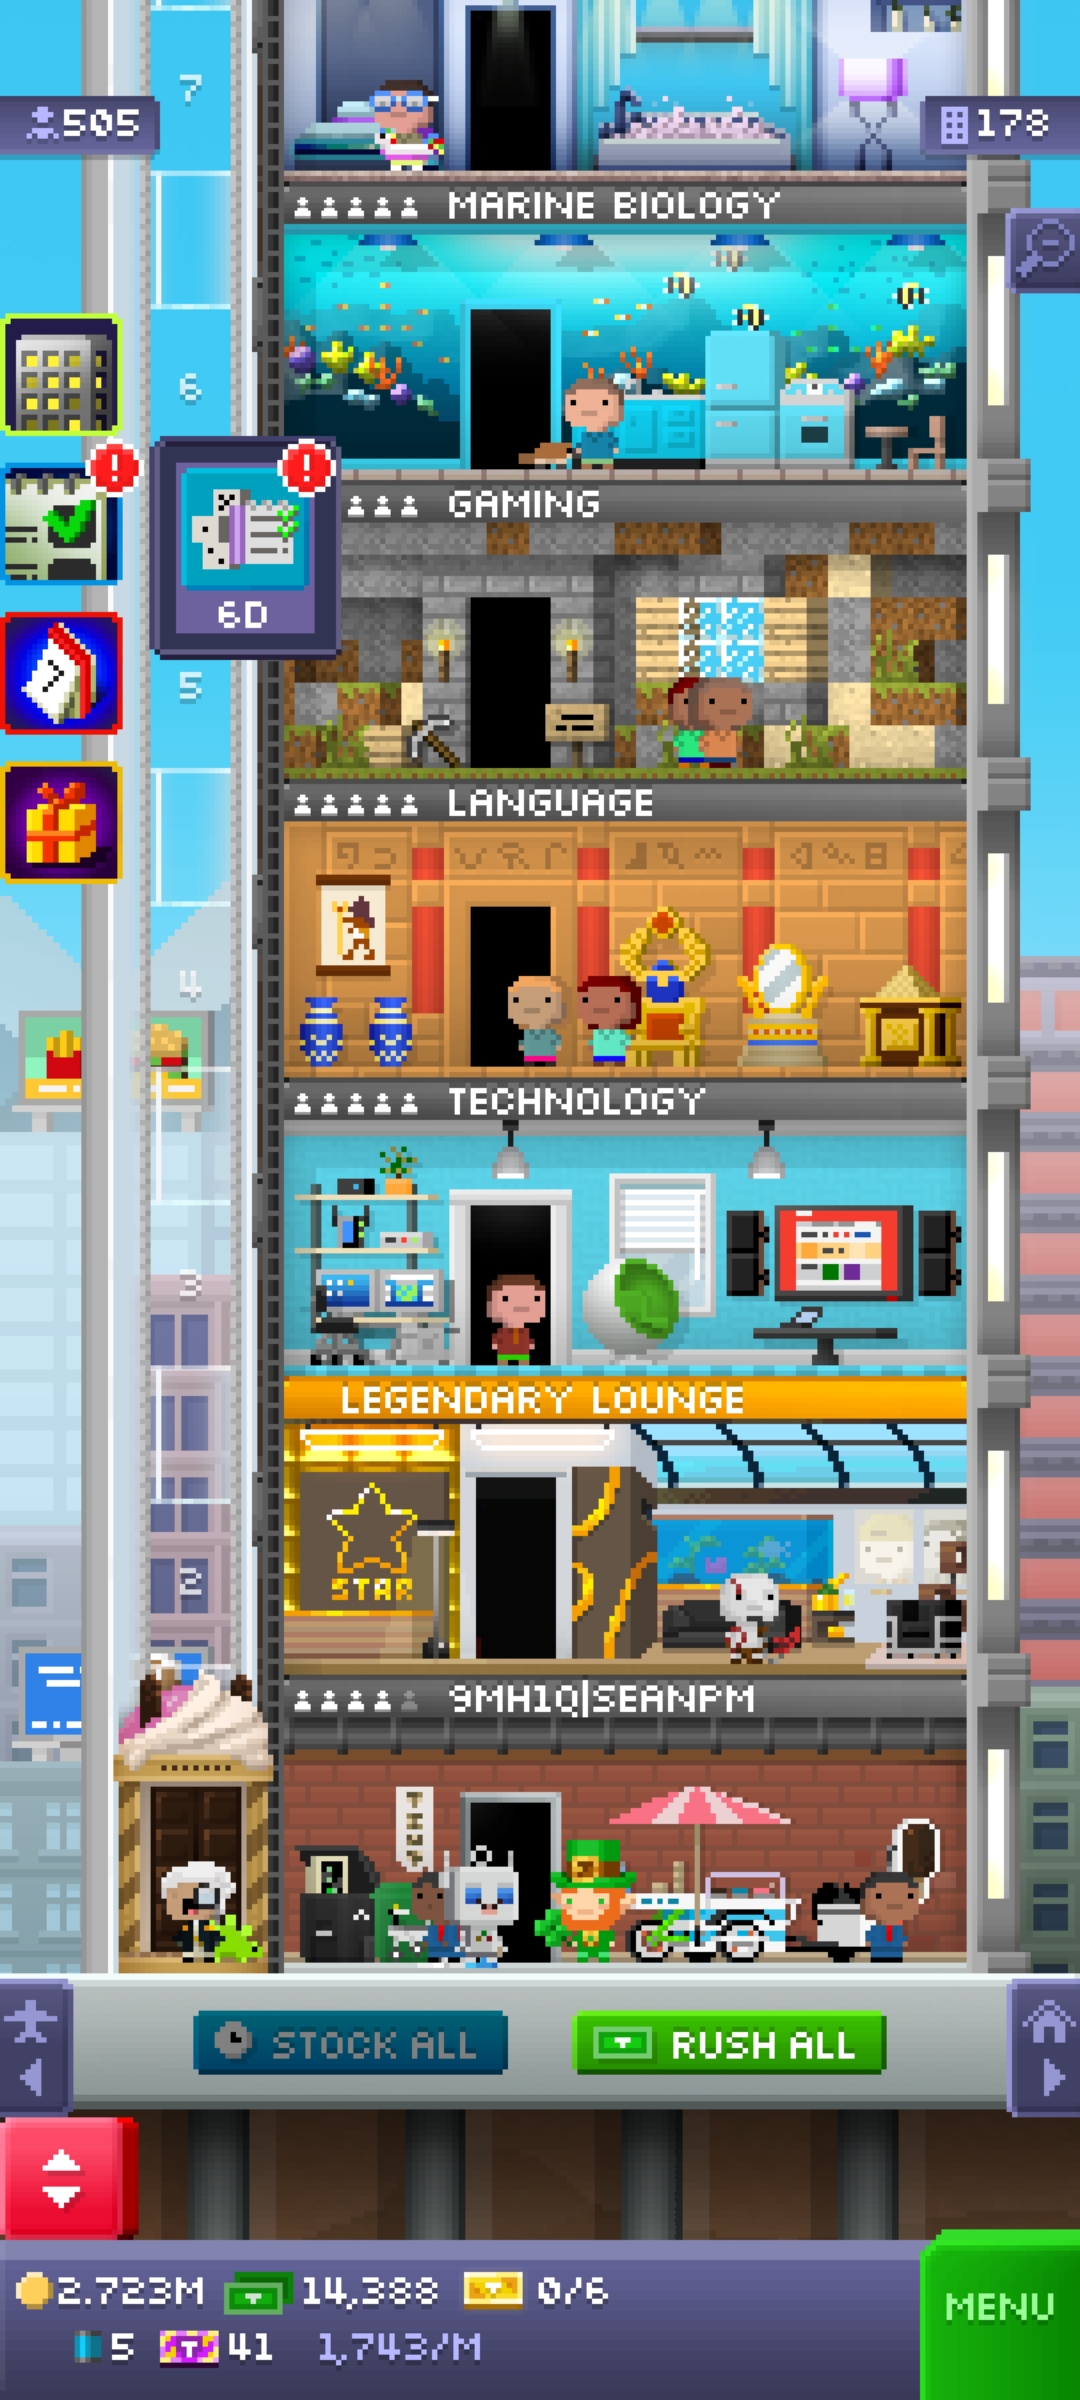 7
505
178
MARINE BIOLOGY
6
GAMING
6D
5
LANGUAGE
4
TECHNOLOGY
3
LEGENDARY LOUNGE
STAR
2
9MH1Q|SEANPM
STOCK ALL
RUSH ALL
2.723M 14,388 0/6
5 41 1,743/M
MENU